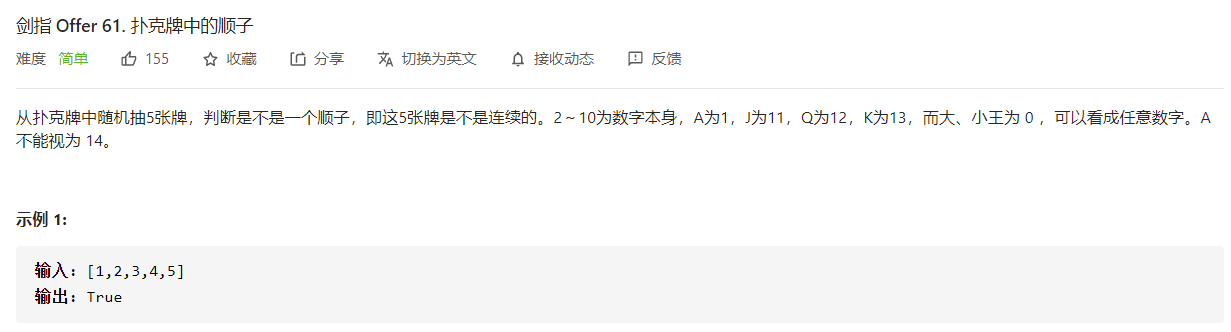 剑指 Offer 61. 扑克牌中的顺子
难度 简单 155 收藏 分享 切换为英文 接收动态 反馈
从扑克牌中随机抽5张牌，判断是不是一个顺子，即这5张牌是不是连续的。2～10为数字本身，A为1，J为11，Q为12，K为13，而大、小王为 0 ，可以看成任意数字。A
不能视为 14。
示例 1:
输入：[1,2,3,4,5]
输出：True